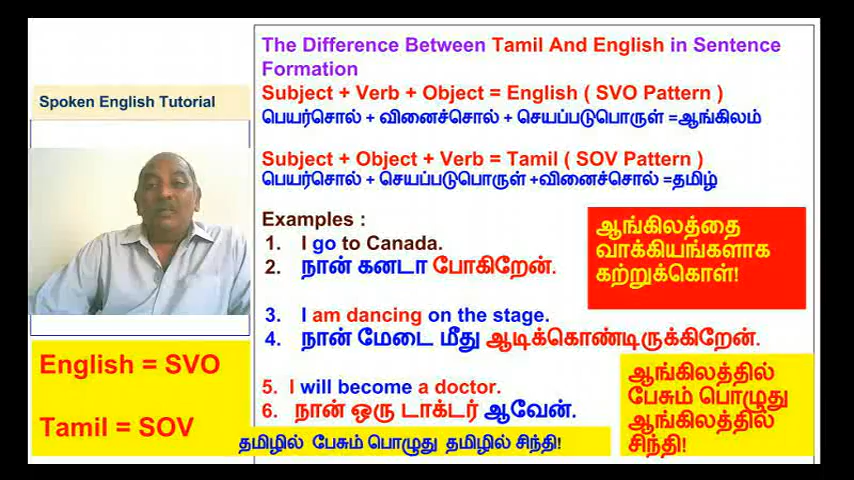 Spoken English Tutorial
The Difference Between Tamil And English in Sentence
Formation
Subject + Verb + Object = English ( SVO Pattern )
பெயர்சொல் + வினைச்சொல் + செயப்படுபொருள் =ஆங்கிலம்
Subject + Object + Verb = Tamil ( SOV Pattern )
பெயர்சொல் + செயப்படுபொருள் +வினைச்சொல் =தமிழ்
Examples :
1. I go to Canada.
2. நான் கனடா போகிறேன்.
3. I am dancing on the stage.
4. நான் மேடை மீது ஆடிக்கொண்டிருக்கிறேன்.
5. I will become a doctor.
6. நான் ஒரு டாக்டர் ஆவேன்.
ஆங்கிலத்தை
வாக்கியங்களாக
கற்றுக்கொள்!
English = SVO
Tamil = SOV
தமிழில் பேசும் பொழுது தமிழில் சிந்தி!
ஆங்கிலத்தில்
பேசும் பொழுது
ஆங்கிலத்தில்
சிந்தி!